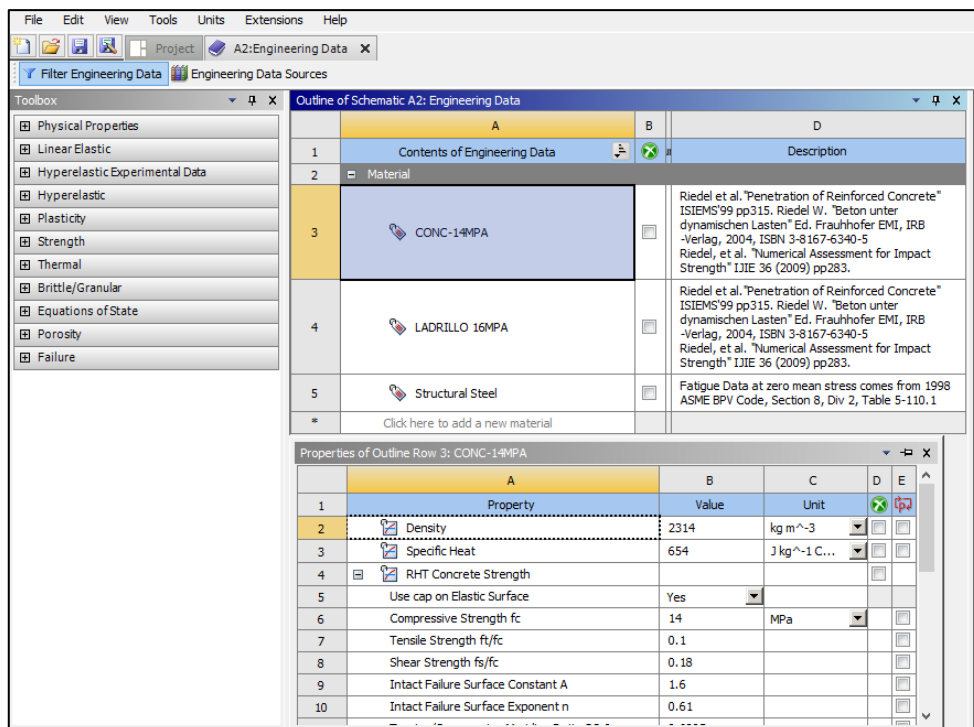 File Edit View Tools Units Extensions Help
Project A2:Engineering Data
Filter Engineering Data Engineering Data Sources
Toolbox
Physical Properties
Linear Elastic
Hyperelastic Experimental Data
Hyperelastic
Plasticity
Strength
Thermal
Brittle/Granular
Equations of State
Porosity
Failure
Outline of Schematic A2: Engineering Data
A B D
1 Contents of Engineering Data Description
2 Material
3 CONC-14MPA
Riedel et al."Penetration of Reinforced Concrete"
ISIEMS'99 pp315. Riedel W. "Beton unter
dynamischen Lasten" Ed. Frauhhofer EMI, IRB
-Verlag, 2004, ISBN 3-8167-6340-5
Riedel, et al. "Numerical Assessment for Impact
Strength" IJIE 36 (2009) pp283.
4 LADRILLO 16MPA
Riedel et al."Penetration of Reinforced Concrete"
ISIEMS'99 pp315. Riedel W. "Beton unter
dynamischen Lasten" Ed. Frauhhofer EMI, IRB
-Verlag, 2004, ISBN 3-8167-6340-5
Riedel, et al. "Numerical Assessment for Impact
Strength" IJIE 36 (2009) pp283.
5 Structural Steel
Fatigue Data at zero mean stress comes from 1998
ASME BPV Code, Section 8, Div 2, Table 5-110.1
* Click here to add a new material
Properties of Outline Row 3: CONC-14MPA
A B C D E
1 Property Value Unit
2 Density 2314 kg m^-3
3 Specific Heat 654 J kg^-1 C...
4 RHT Concrete Strength
5 Use cap on Elastic Surface Yes
6 Compressive Strength fc 14 MPa
7 Tensile Strength ft/fc 0.1
8 Shear Strength fs/fc 0.18
9 Intact Failure Surface Constant A 1.6
10 Intact Failure Surface Exponent n 0.61